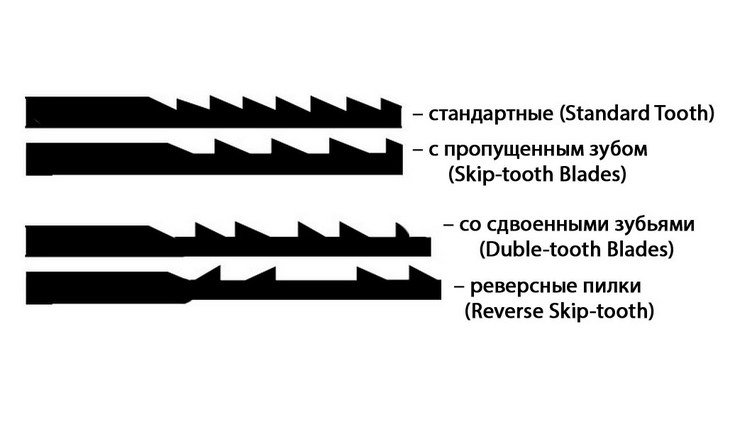 – стандартные (Standard Tooth)
– с пропущенным зубом
(Skip-tooth Blades)
– со сдвоенными зубьями
(Duble-tooth Blades)
– реверсные пилки
(Reverse Skip-tooth)